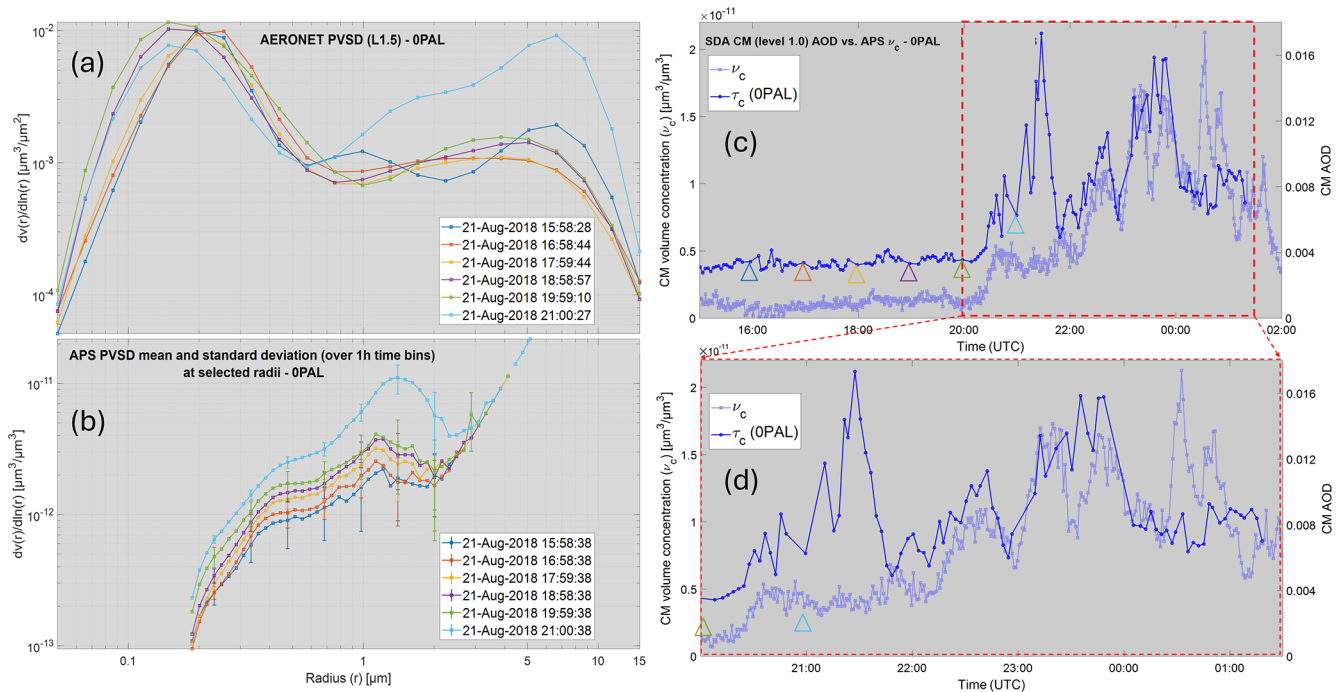 (a)
AERONET PVSD (L1.5) - 0PAL
dv(r)/dln(r) [µm³/µm²]
10⁻²
10⁻³
10⁻⁴
21-Aug-2018 15:58:28
21-Aug-2018 16:58:44
21-Aug-2018 17:59:44
21-Aug-2018 18:58:57
21-Aug-2018 19:59:10
21-Aug-2018 21:00:27
(b)
APS PVSD mean and standard deviation (over 1h time bins)
at selected radii - 0PAL
dv(r)/dln(r) [µm³/µm³]
10⁻¹¹
10⁻¹²
10⁻¹³
21-Aug-2018 15:58:38
21-Aug-2018 16:58:38
21-Aug-2018 17:59:38
21-Aug-2018 18:58:38
21-Aug-2018 19:59:38
21-Aug-2018 21:00:38
0.1 1 5 10 15
Radius (r) [µm]
×10⁻¹¹
SDA CM (level 1.0) AOD vs. APS νc - 0PAL
νc
τc (0PAL)
(c)
CM volume concentration (νc) [µm³/µm³]
2
1.5
1
0.5
0
CM AOD
0.016
0.012
0.008
0.004
0
16:00 18:00 20:00 22:00 00:00 02:00
Time (UTC)
×10⁻¹¹
νc
τc (0PAL)
(d)
CM volume concentration (νc) [µm³/µm³]
2
1.5
1
0.5
0
CM AOD
0.016
0.012
0.008
0.004
0
21:00 22:00 23:00 00:00 01:00
Time (UTC)